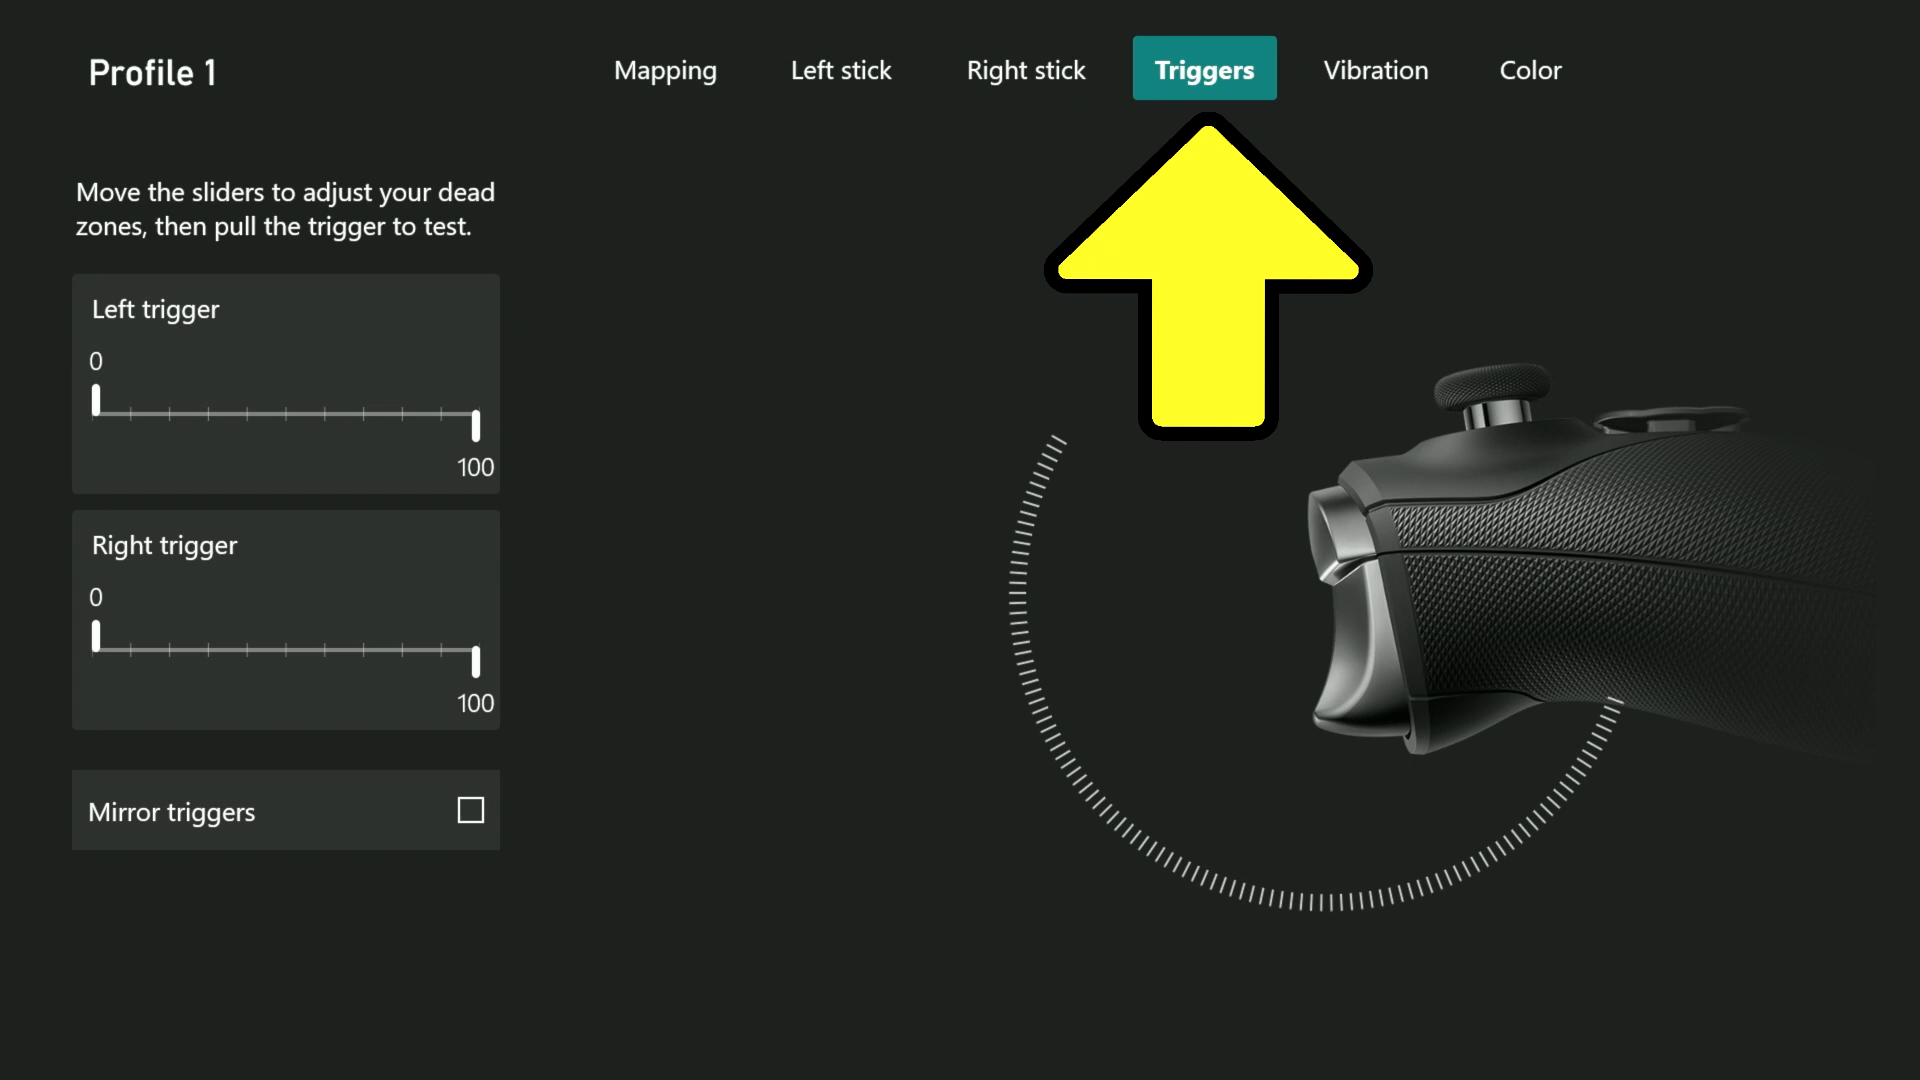 Profile 1
Mapping
Left stick
Right stick
Triggers
Vibration
Color
Move the sliders to adjust your dead
zones, then pull the trigger to test.
Left trigger
0
100
Right trigger
0
100
Mirror triggers